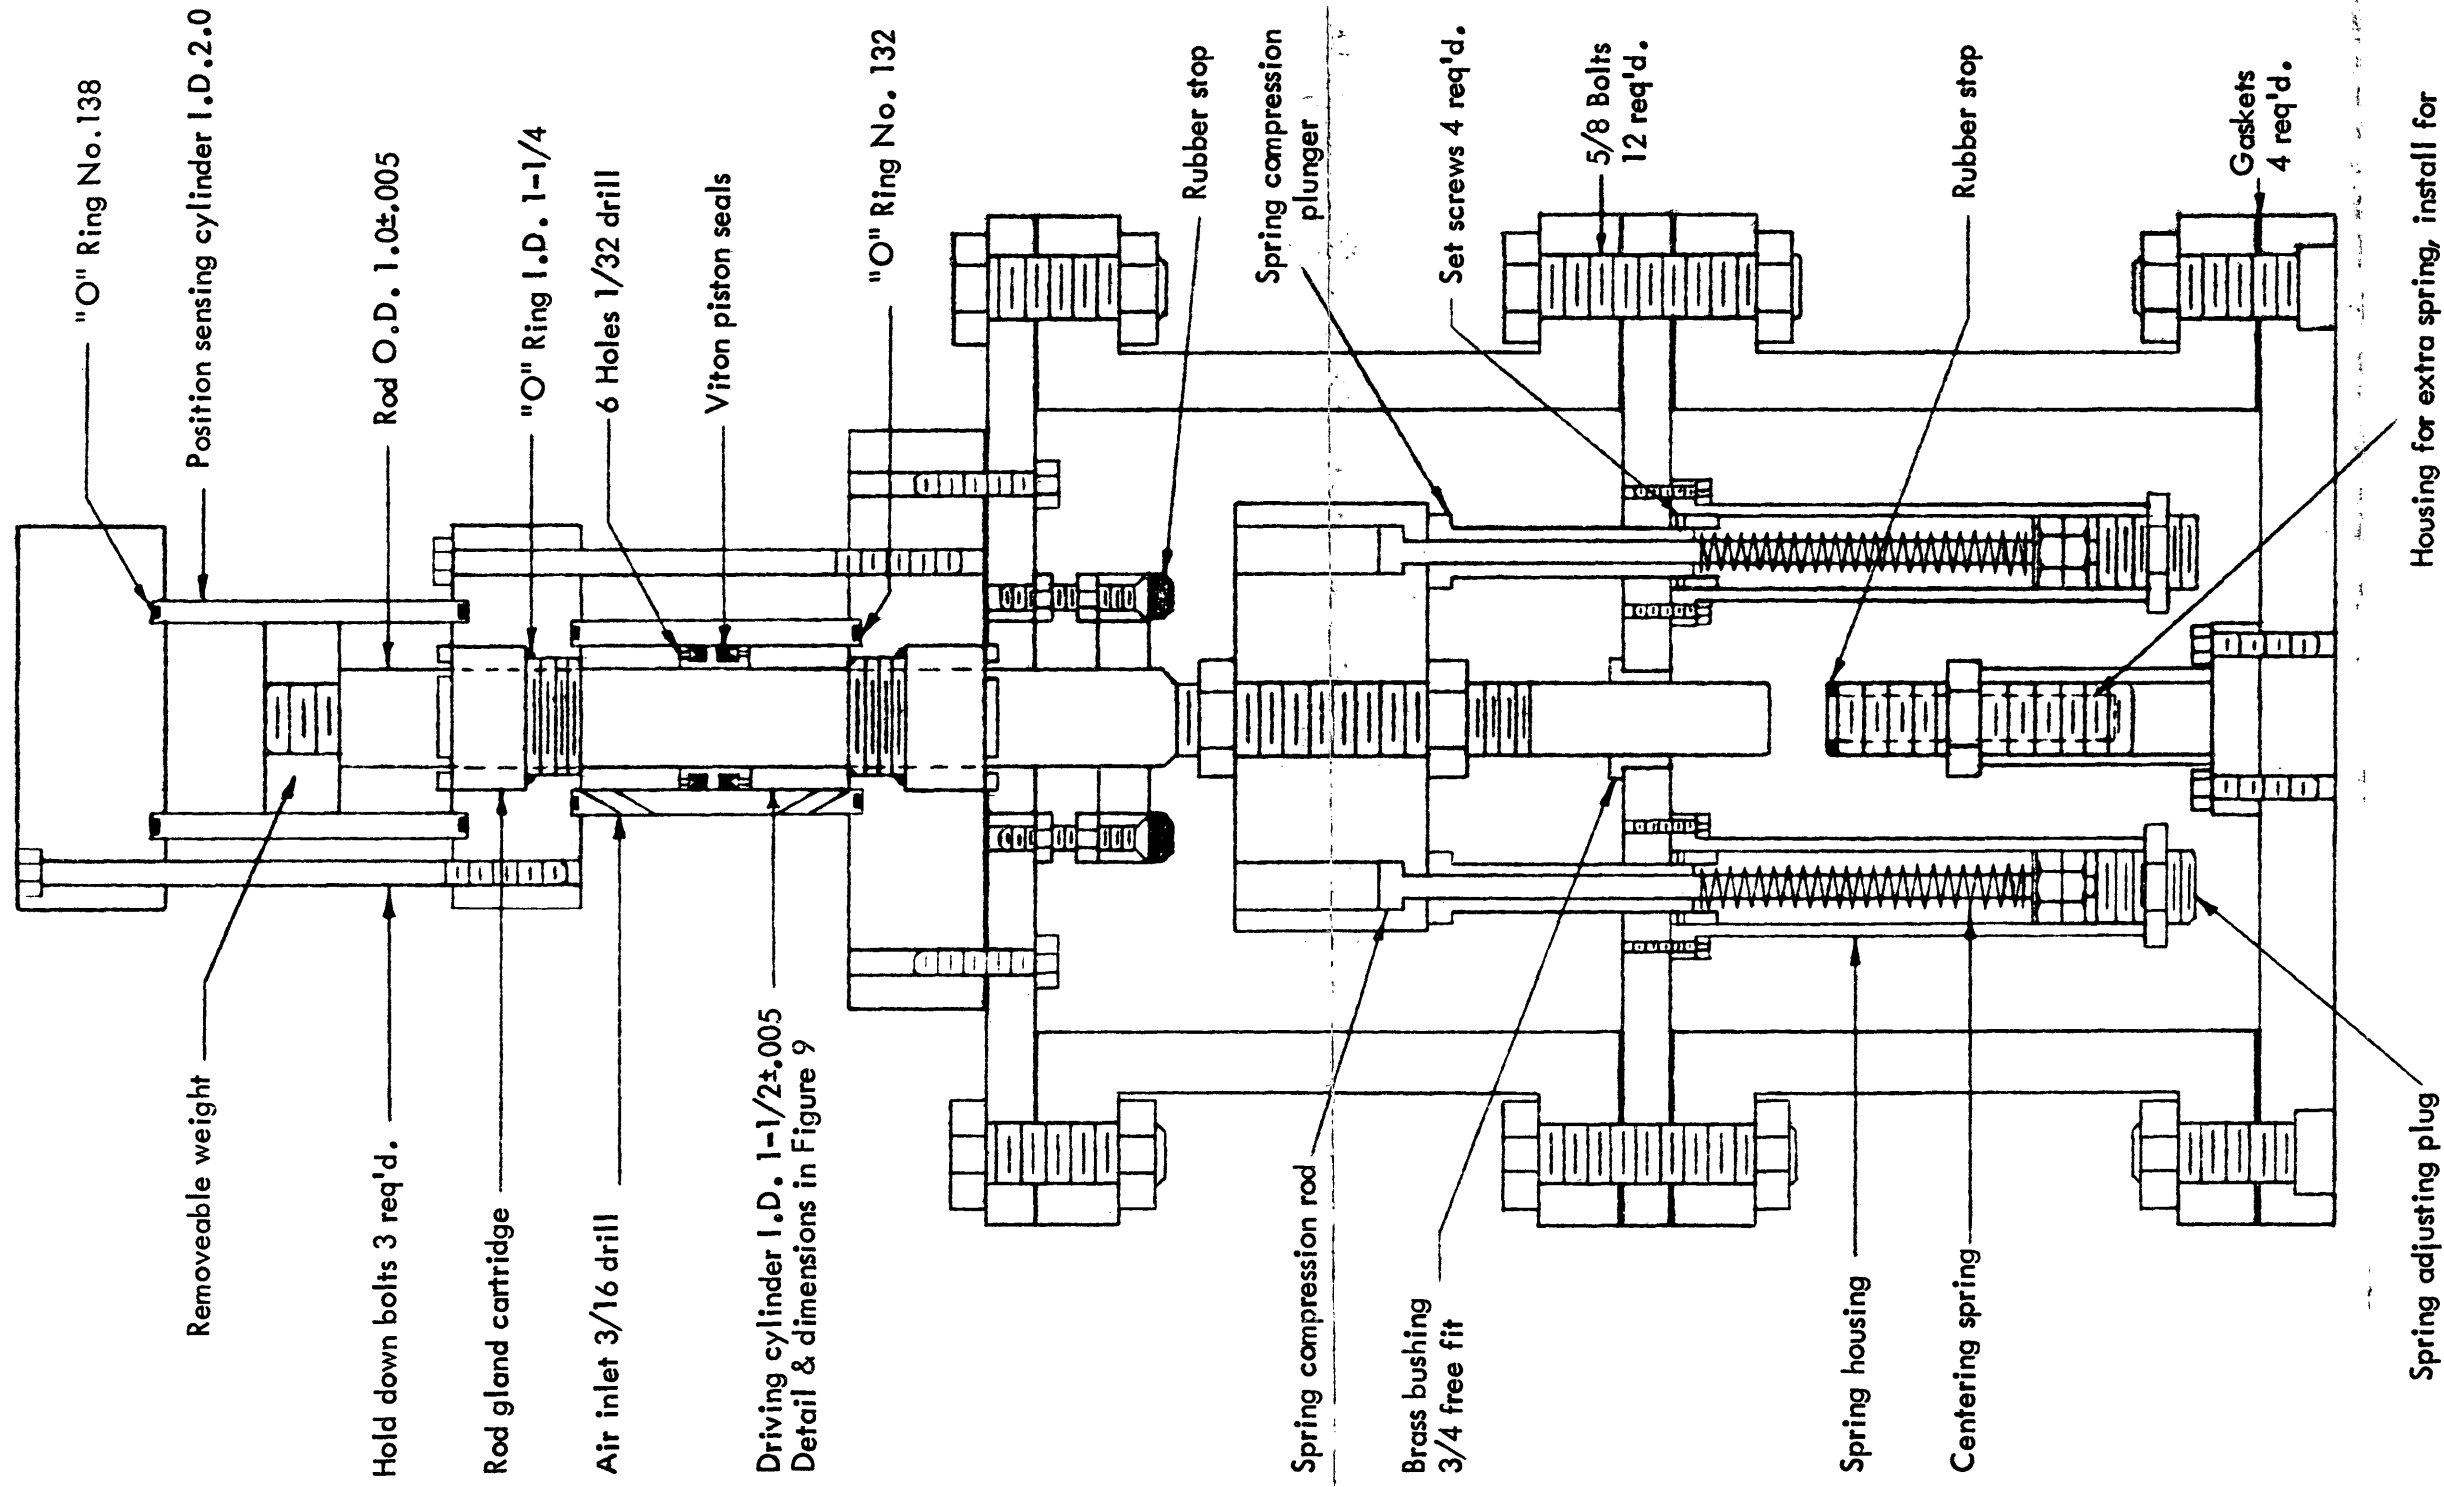 "O" Ring No.138
Position sensing cylinder I.D.2.0
Rod O.D. 1.0±.005
"O" Ring I.D. 1-1/4
6 Holes 1/32 drill
Viton piston seals
"O" Ring No. 132
Rubber stop
Spring compression
plunger
Set screws 4 req'd.
5/8 Bolts
12 req'd.
Rubber stop
Gaskets
4 req'd.
Housing for extra spring, install for
Removeable weight
Hold down bolts 3 req'd.
Rod gland cartridge
Air inlet 3/16 drill
Driving cylinder I.D. 1-1/2±.005
Detail & dimensions in Figure 9
Spring compression rod
Brass bushing
3/4 free fit
Spring housing
Centering spring
Spring adjusting plug